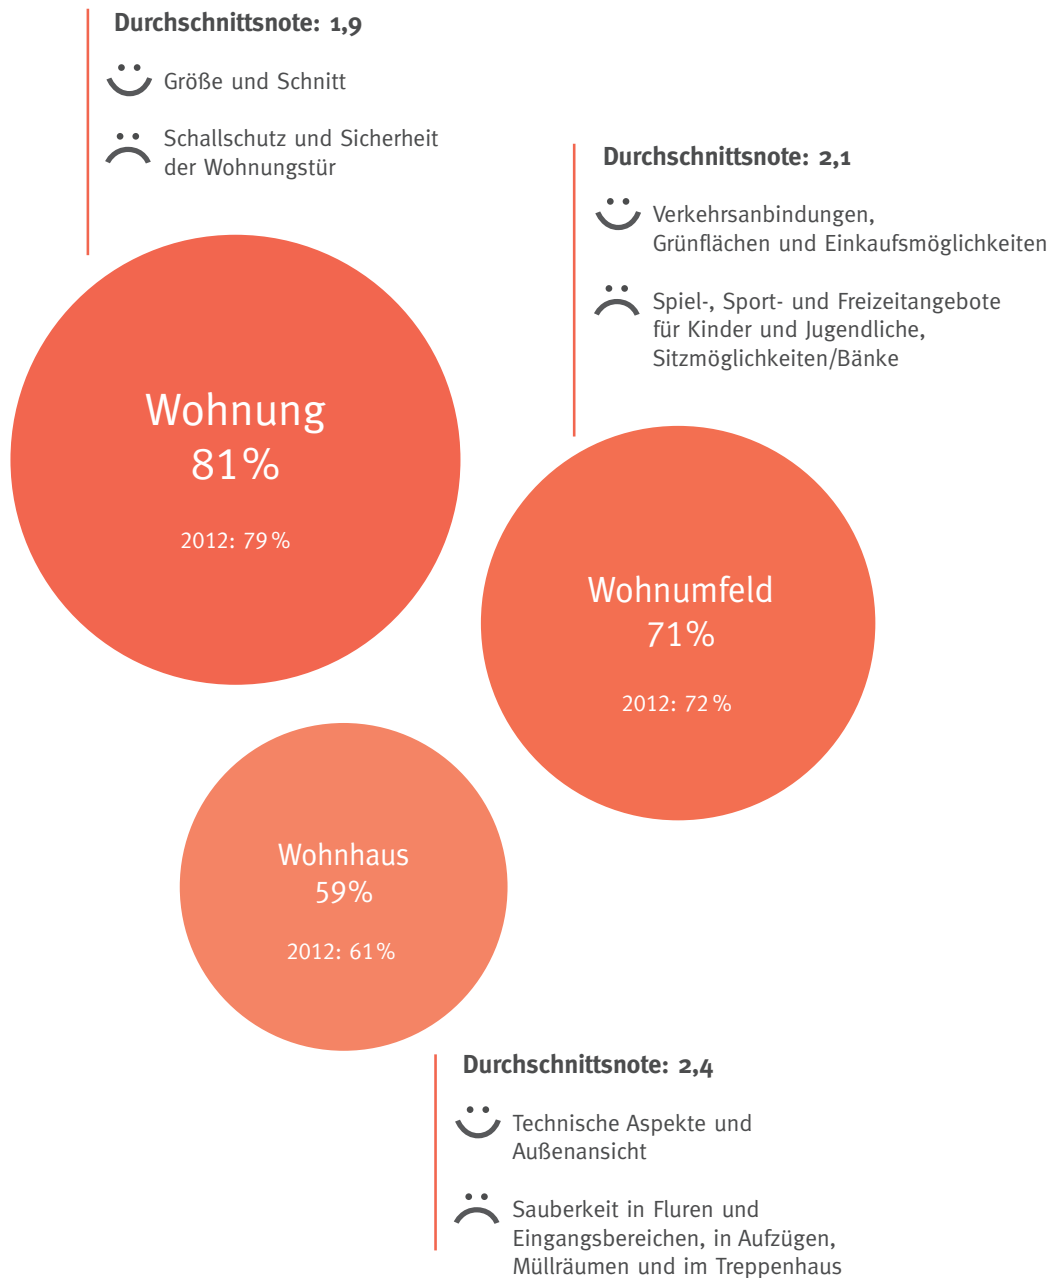 Durchschnittsnote: 1,9
Größe und Schnitt
Schallschutz und Sicherheit
der Wohnungstür
Durchschnittsnote: 2,1
Verkehrsanbindungen,
Grünflächen und Einkaufsmöglichkeiten
Spiel-, Sport- und Freizeitangebote
für Kinder und Jugendliche,
Sitzmöglichkeiten/Bänke
Wohnung
81%
2012: 79 %
Wohnumfeld
71%
2012: 72 %
Wohnhaus
59%
2012: 61%
Durchschnittsnote: 2,4
Technische Aspekte und
Außenansicht
Sauberkeit in Fluren und
Eingangsbereichen, in Aufzügen,
Müllräumen und im Treppenhaus